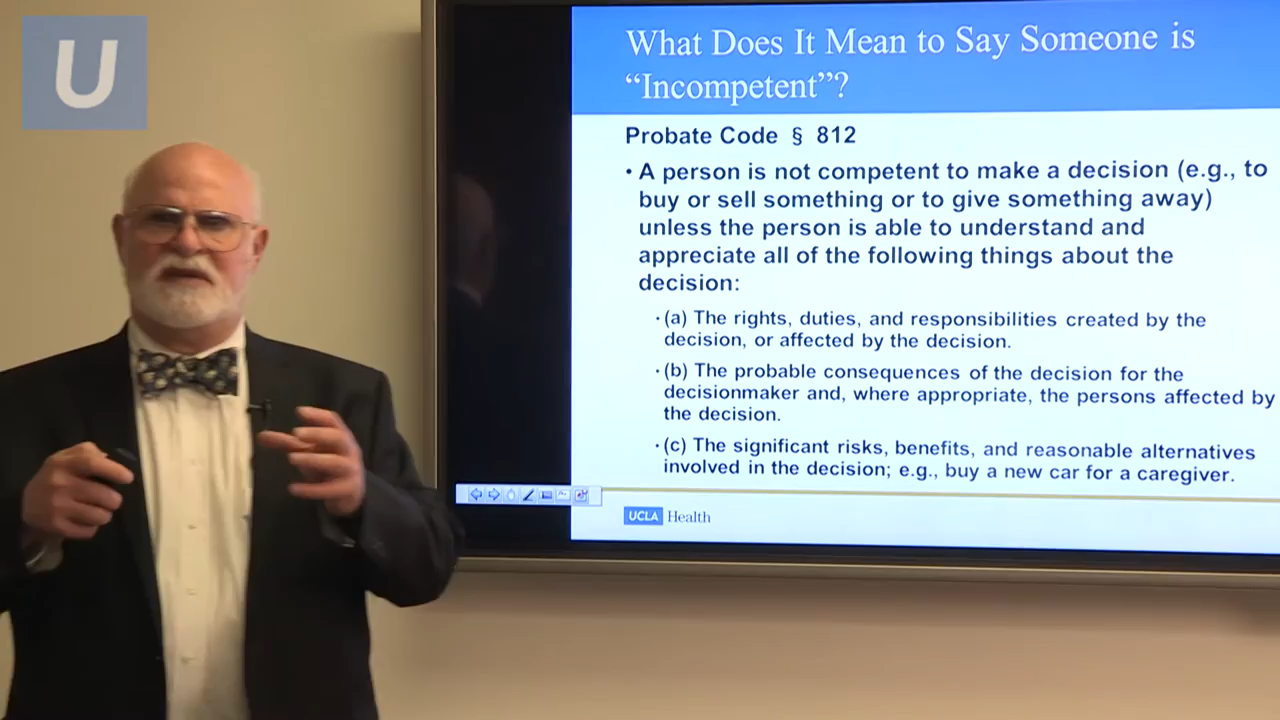 U
What Does It Mean to Say Someone is
“Incompetent”?
Probate Code § 812
• A person is not competent to make a decision (e.g., to
buy or sell something or to give something away)
unless the person is able to understand and
appreciate all of the following things about the
decision:
• (a) The rights, duties, and responsibilities created by the
decision, or affected by the decision.
• (b) The probable consequences of the decision for the
decisionmaker and, where appropriate, the persons affected by
the decision.
• (c) The significant risks, benefits, and reasonable alternatives
involved in the decision; e.g., buy a new car for a caregiver.
UCLA Health